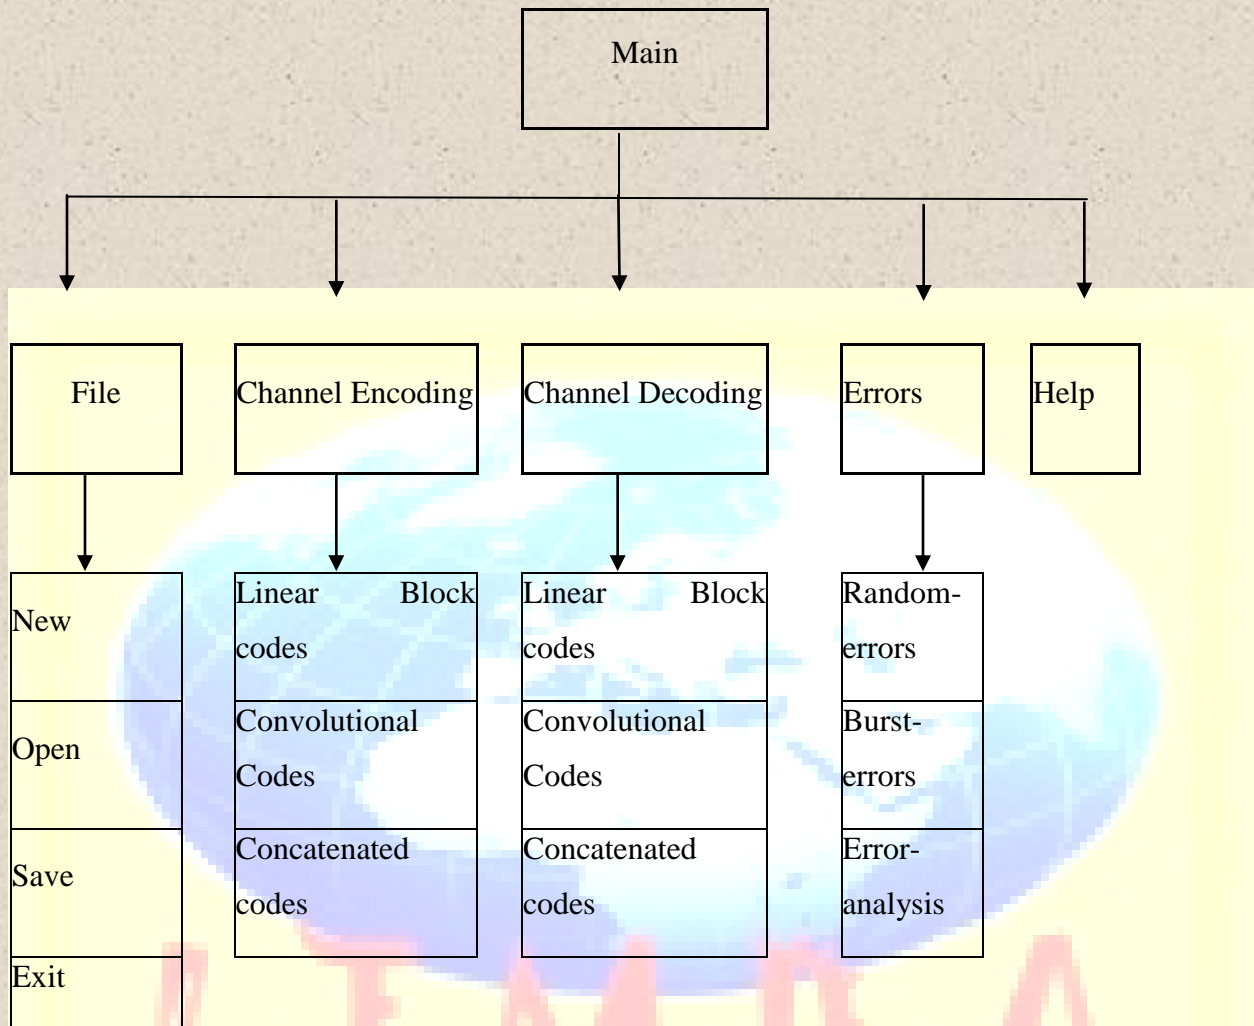 Main
File
Channel Encoding
Channel Decoding
Errors
Help
New
Open
Save
Exit
Linear Block
codes
Convolutional
Codes
Concatenated
codes
Linear Block
codes
Convolutional
Codes
Concatenated
codes
Random-
errors
Burst-
errors
Error-
analysis